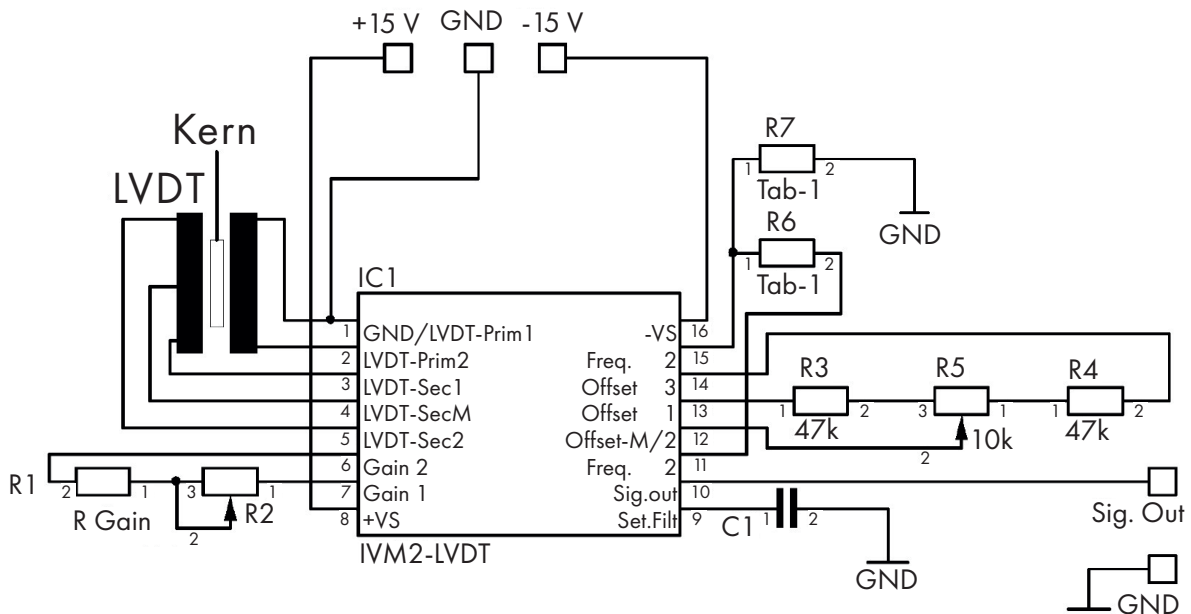 +15 V GND -15 V
Kern
LVDT
R7
1 2
Tab-1
GND
R6
1 2
Tab-1
IC1
1 GND/LVDT-Prim1
2 LVDT-Prim2
3 LVDT-Sec1
4 LVDT-SecM
5 LVDT-Sec2
6 Gain 2
7 Gain 1
8 +VS
-VS 16
Freq. 2 15
Offset 3 14
Offset 1 13
Offset-M/2 12
Freq. 2 11
Sig.out 10
Set.Filt 9
IVM2-LVDT
R3
1 2
47k
R5
3 1
10k
2
R4
1 2
47k
R1
2 1
R Gain
3 1
R2
2
C1
1 2
GND
Sig. Out
GND